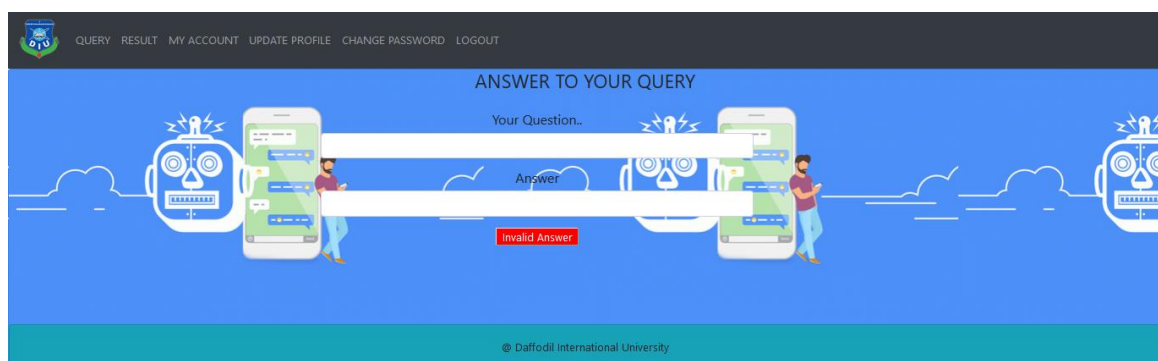 DIU
QUERY RESULT MY ACCOUNT UPDATE PROFILE CHANGE PASSWORD LOGOUT
ANSWER TO YOUR QUERY
Your Question..
Answer
Invalid Answer
@ Daffodil International University